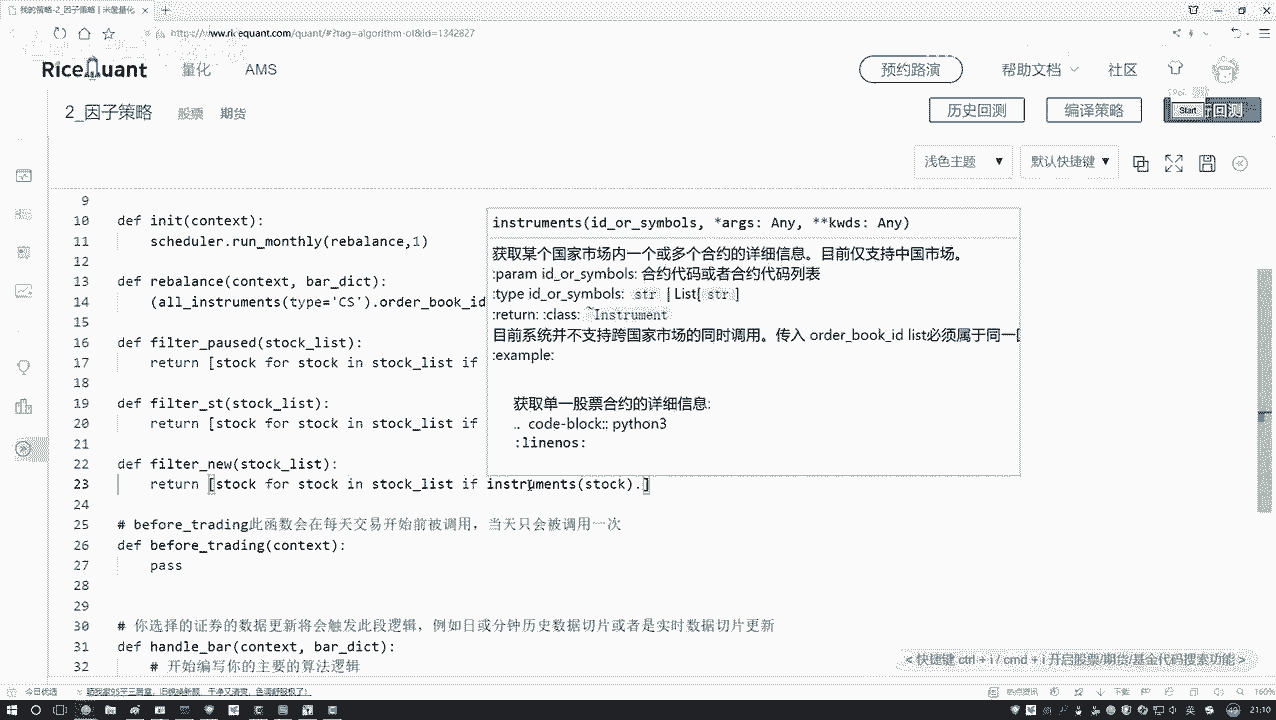 我的策略-2_因子策略 | 米筐量化
https://www.ricequant.com/quant/#?tag=algorithm-ol&id=1342827
RiceQuant 量化 AMS 预约路演 帮助文档 社区
2_因子策略 股票 期货 历史回测 编译策略 Start 回测
浅色主题 默认快捷键
9
10 def init(context):
11 scheduler.run_monthly(rebalance,1)
12
13 def rebalance(context, bar_dict):
14 (all_instruments(type='CS').order_book_id
15
16 def filter_paused(stock_list):
17 return [stock for stock in stock_list if
18
19 def filter_st(stock_list):
20 return [stock for stock in stock_list if
21
22 def filter_new(stock_list):
23 return [stock for stock in stock_list if instruments(stock).]
24
25 # before_trading此函数会在每天交易开始前被调用，当天只会被调用一次
26 def before_trading(context):
27 pass
28
29
30 # 你选择的证券的数据更新将会触发此段逻辑，例如日或分钟历史数据切片或者是实时数据切片更新
31 def handle_bar(context, bar_dict):
32 # 开始编写你的主要的算法逻辑
instruments(id_or_symbols, *args: Any, **kwds: Any)
获取某个国家市场内一个或多个合约的详细信息。目前仅支持中国市场。
:param id_or_symbols: 合约代码或者合约代码列表
:type id_or_symbols: `str` | List[`str`]
:return: :class:`~Instrument`
目前系统并不支持跨国家市场的同时调用。传入 order_book_id list必须属于同一
:example:
获取单一股票合约的详细信息:
.. code-block:: python3
:linenos:
< 快捷键 ctrl + i / cmd + i 开启股票/期货/基金代码搜索功能 >
今日优选
热点资讯 下载 160%
英 21:10